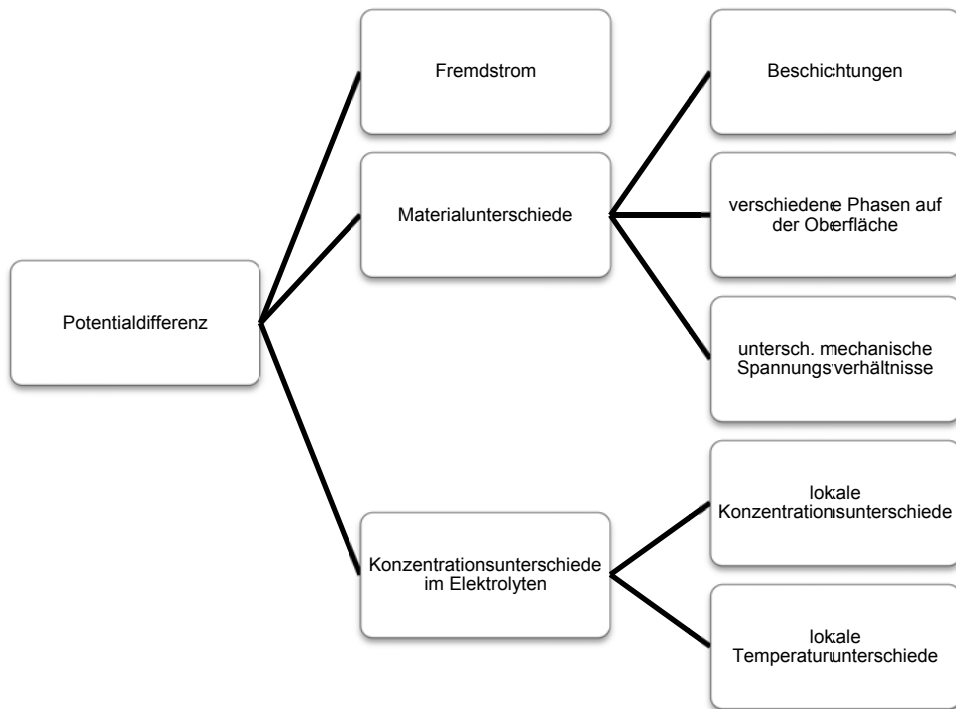 Fremdstrom
Beschichtungen
Materialunterschiede
verschiedene Phasen auf
der Oberfläche
Potentialdifferenz
untersch. mechanische
Spannungsverhältnisse
Konzentrationsunterschiede
im Elektrolyten
lokale
Konzentrationsunterschiede
lokale
Temperaturunterschiede